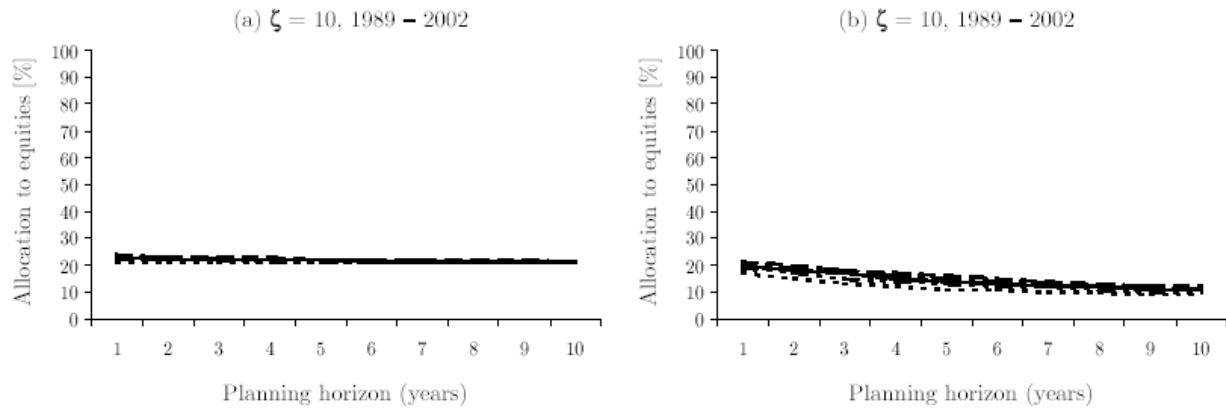 (a) ζ = 10, 1989 – 2002
Allocation to equities [%]
100
90
80
70
60
50
40
30
20
10
0
1 2 3 4 5 6 7 8 9 10
Planning horizon (years)
(b) ζ = 10, 1989 – 2002
Allocation to equities [%]
100
90
80
70
60
50
40
30
20
10
0
1 2 3 4 5 6 7 8 9 10
Planning horizon (years)